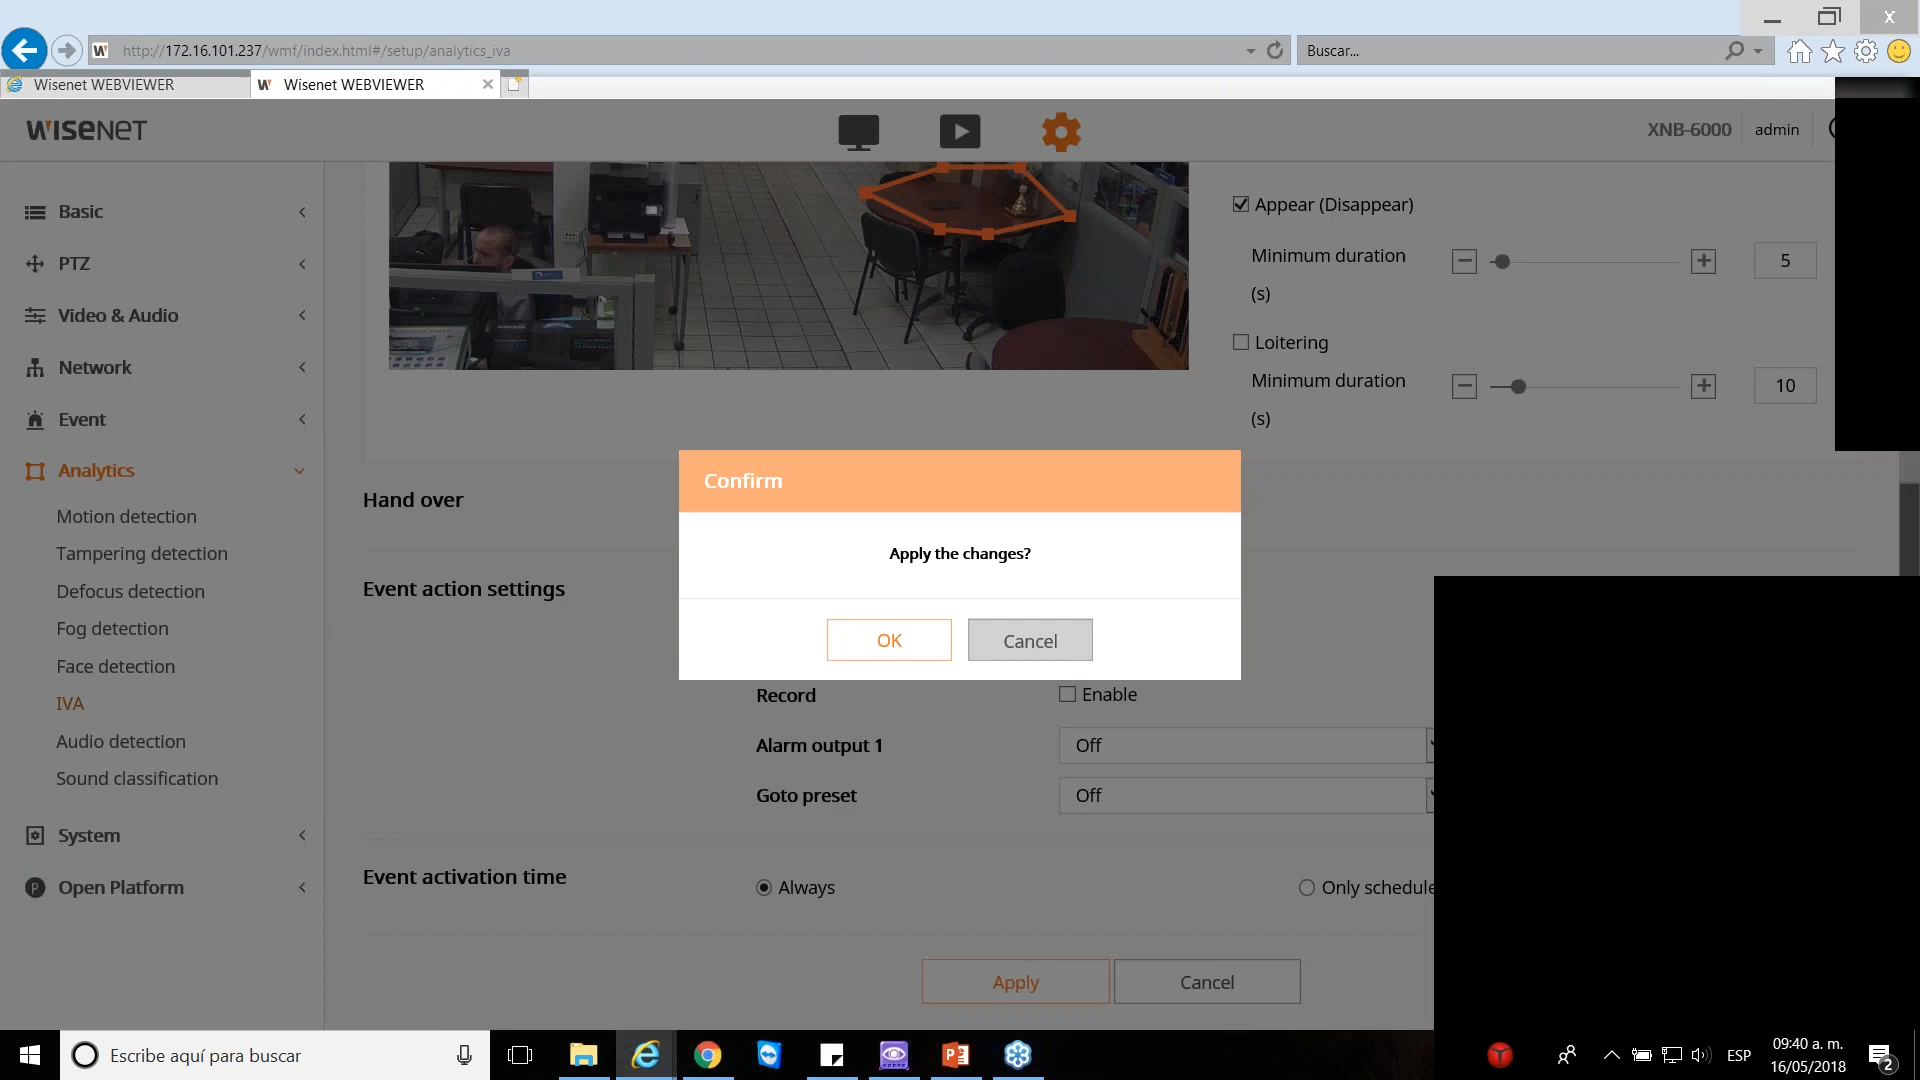 http://172.16.101.237/wmf/index.html#/setup/analytics_iva
Buscar...
Wisenet WEBVIEWER
Wisenet WEBVIEWER
WISENET
XNB-6000
admin
Basic
PTZ
Video & Audio
Network
Event
Analytics
Motion detection
Tampering detection
Defocus detection
Fog detection
Face detection
IVA
Audio detection
Sound classification
System
Open Platform
Appear (Disappear)
Minimum duration
(s)
5
Loitering
Minimum duration
(s)
10
Hand over
Event action settings
Confirm
Apply the changes?
OK
Cancel
Record
Enable
Alarm output 1
Off
Goto preset
Off
Event activation time
Always
Only schedule
Apply
Cancel
Escribe aquí para buscar
ESP
09:40 a. m.
16/05/2018
2